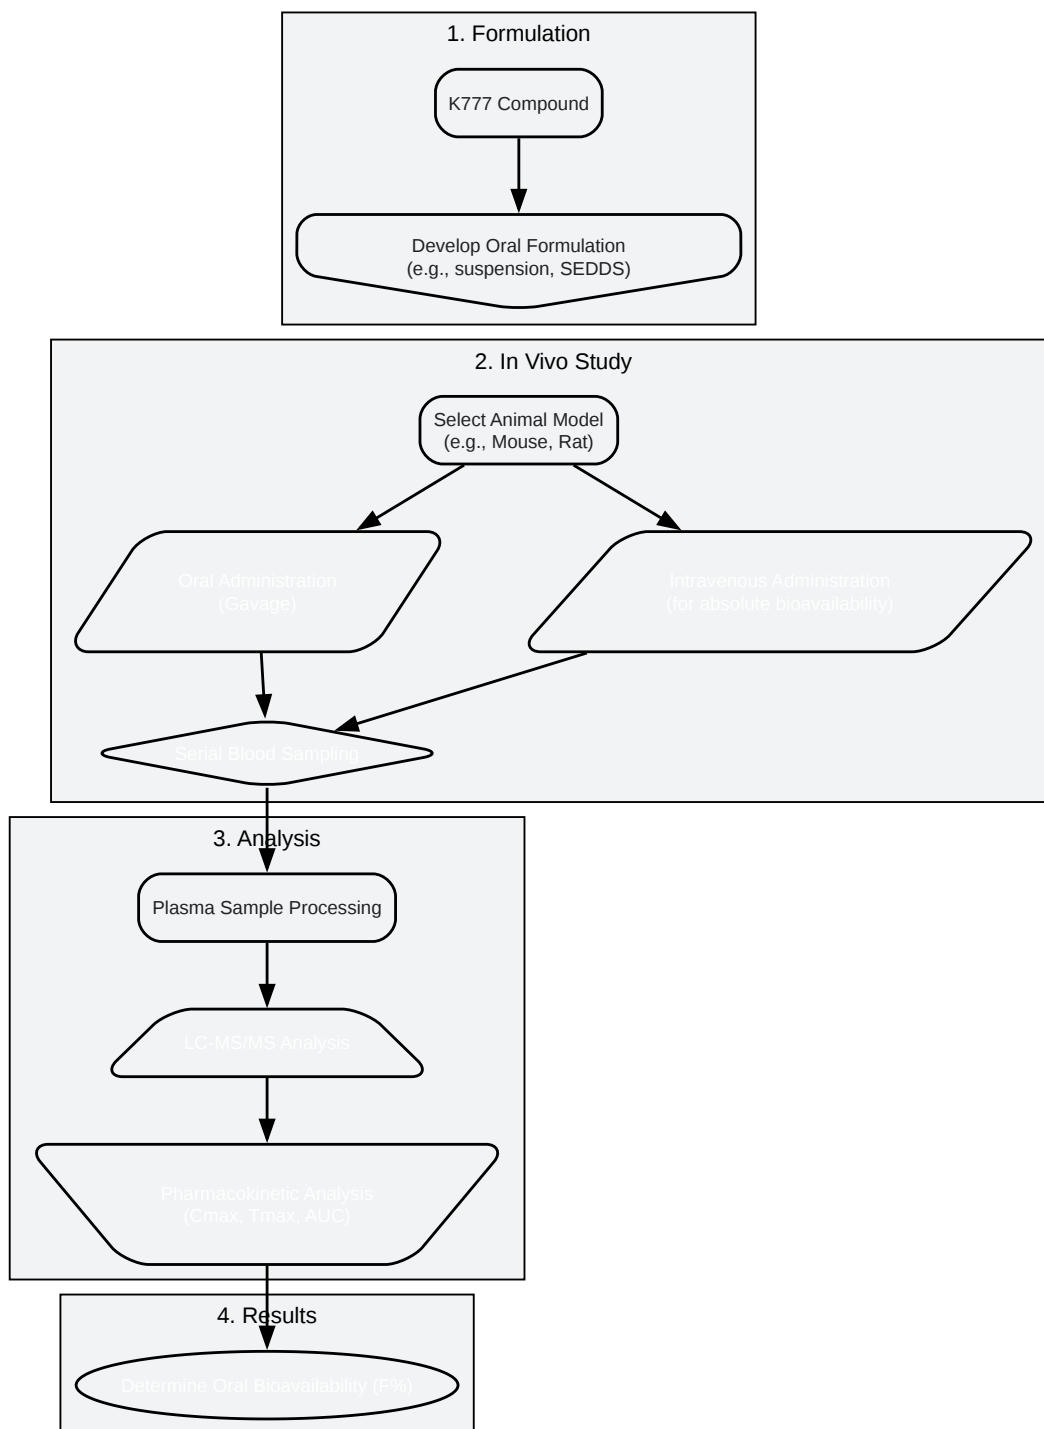 1. Formulation
K777 Compound
Develop Oral Formulation
(e.g., suspension, SEDDS)
2. In Vivo Study
Select Animal Model
(e.g., Mouse, Rat)
Oral Administration
(Gavage)
Intravenous Administration
(for absolute bioavailability)
Serial Blood Sampling
3. Analysis
Plasma Sample Processing
LC-MS/MS Analysis
Pharmacokinetic Analysis
(Cmax, Tmax, AUC)
4. Results
Determine Oral Bioavailability (F%)